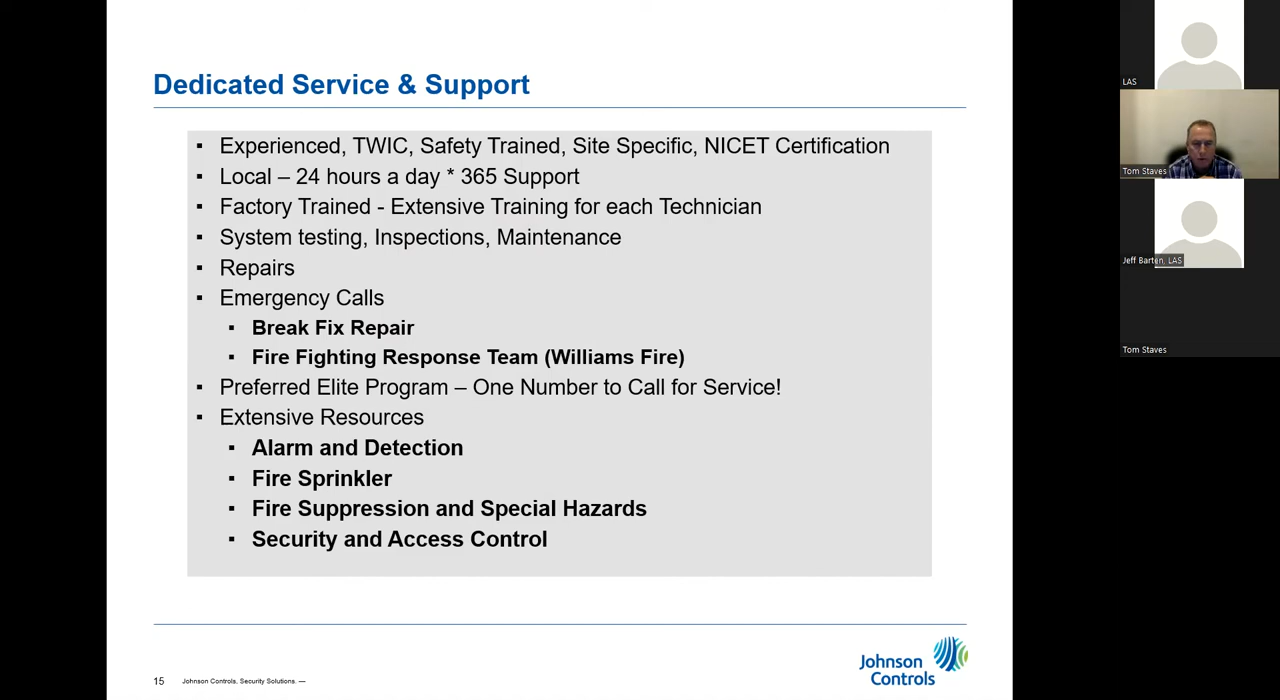 Dedicated Service & Support
▪ Experienced, TWIC, Safety Trained, Site Specific, NICET Certification
▪ Local – 24 hours a day * 365 Support
▪ Factory Trained - Extensive Training for each Technician
▪ System testing, Inspections, Maintenance
▪ Repairs
▪ Emergency Calls
▪ Break Fix Repair
▪ Fire Fighting Response Team (Williams Fire)
▪ Preferred Elite Program – One Number to Call for Service!
▪ Extensive Resources
▪ Alarm and Detection
▪ Fire Sprinkler
▪ Fire Suppression and Special Hazards
▪ Security and Access Control
15 Johnson Controls. Security Solutions. —
Johnson
Controls
LAS
Tom Staves
Jeff Barten, LAS
Tom Staves